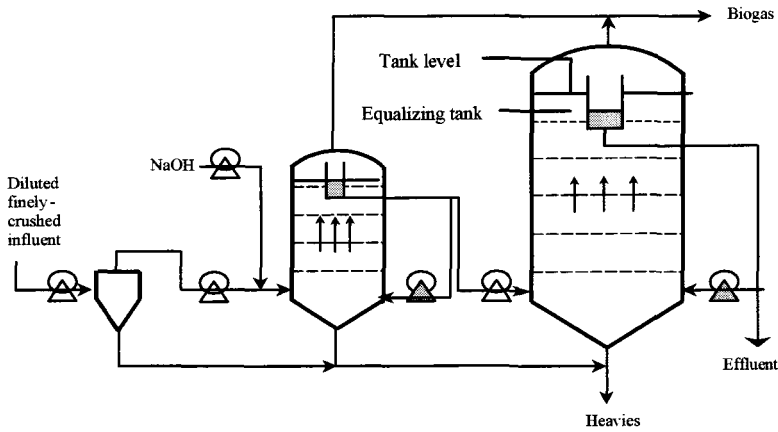 Biogas
Tank level
Equalizing tank
NaOH
Diluted
finely-
crushed
influent
Effluent
Heavies